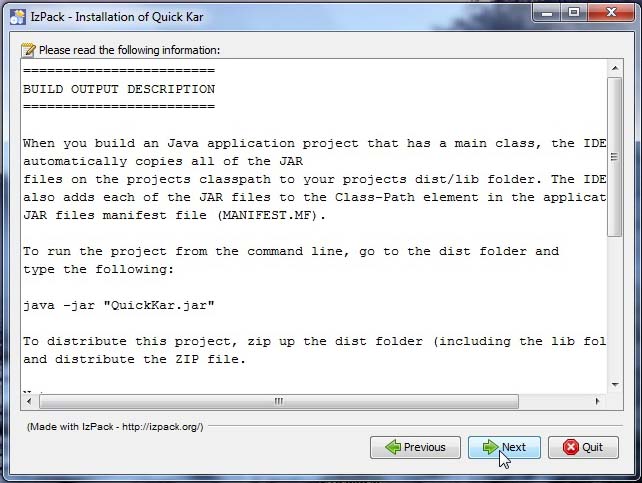 IzPack - Installation of Quick Kar
Please read the following information:
========================
BUILD OUTPUT DESCRIPTION
========================
When you build an Java application project that has a main class, the IDE
automatically copies all of the JAR
files on the projects classpath to your projects dist/lib folder. The IDE
also adds each of the JAR files to the Class-Path element in the applicat
JAR files manifest file (MANIFEST.MF).
To run the project from the command line, go to the dist folder and
type the following:
java -jar "QuickKar.jar"
To distribute this project, zip up the dist folder (including the lib fol
and distribute the ZIP file.
(Made with IzPack - http://izpack.org/)
Previous
Next
Quit